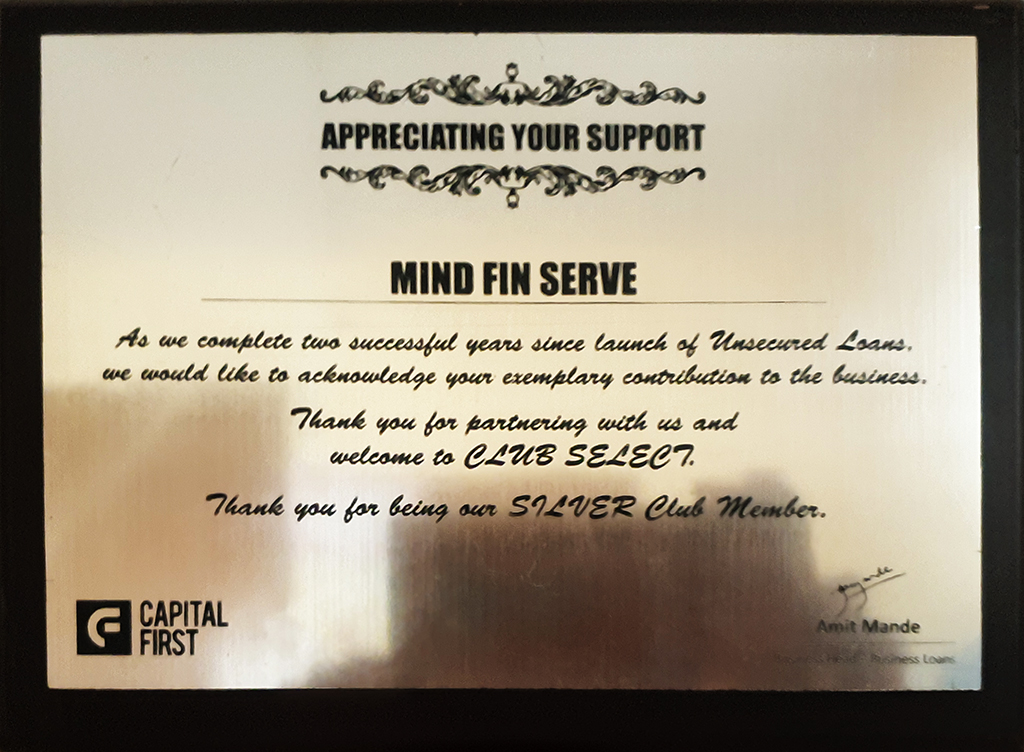 APPRECIATING YOUR SUPPORT
MIND FIN SERVE
As we complete two successful years since launch of Unsecured Loans,
we would like to acknowledge your exemplary contribution to the business.
Thank you for partnering with us and
welcome to CLUB SELECT.
Thank you for being our SILVER Club Member.
CAPITAL
FIRST
Amit Mande
Business Loans